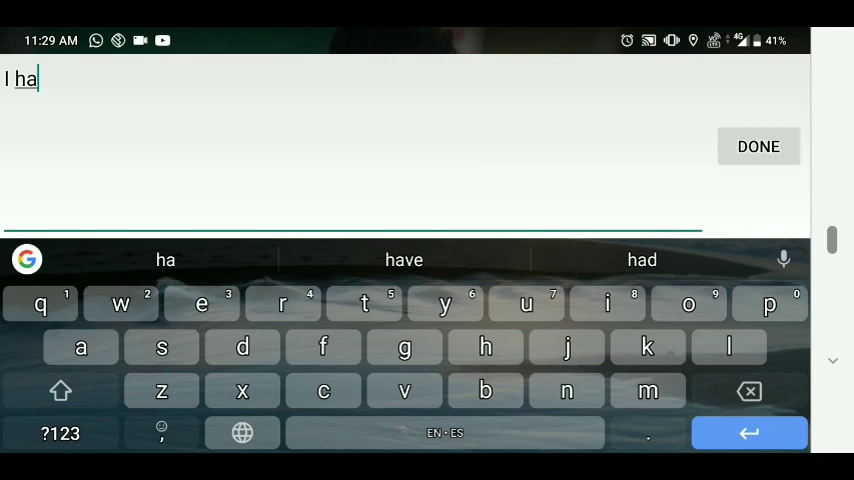 11:29 AM 4G 41%
I ha
DONE
ha have had
q 1 w 2 e 3 r 4 t 5 y 6 u 7 i 8 o 9 p 0
a s d f g h j k l
z x c v b n m
?123 , EN • ES .